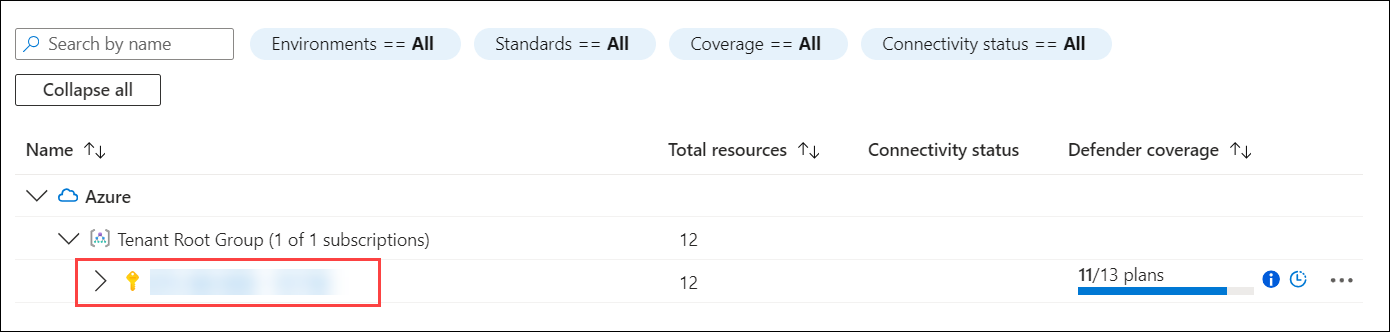 Search by name Environments == All Standards == All Coverage == All Connectivity status == All
Collapse all
Name Total resources Connectivity status Defender coverage
Azure
Tenant Root Group (1 of 1 subscriptions) 12
12 11/13 plans